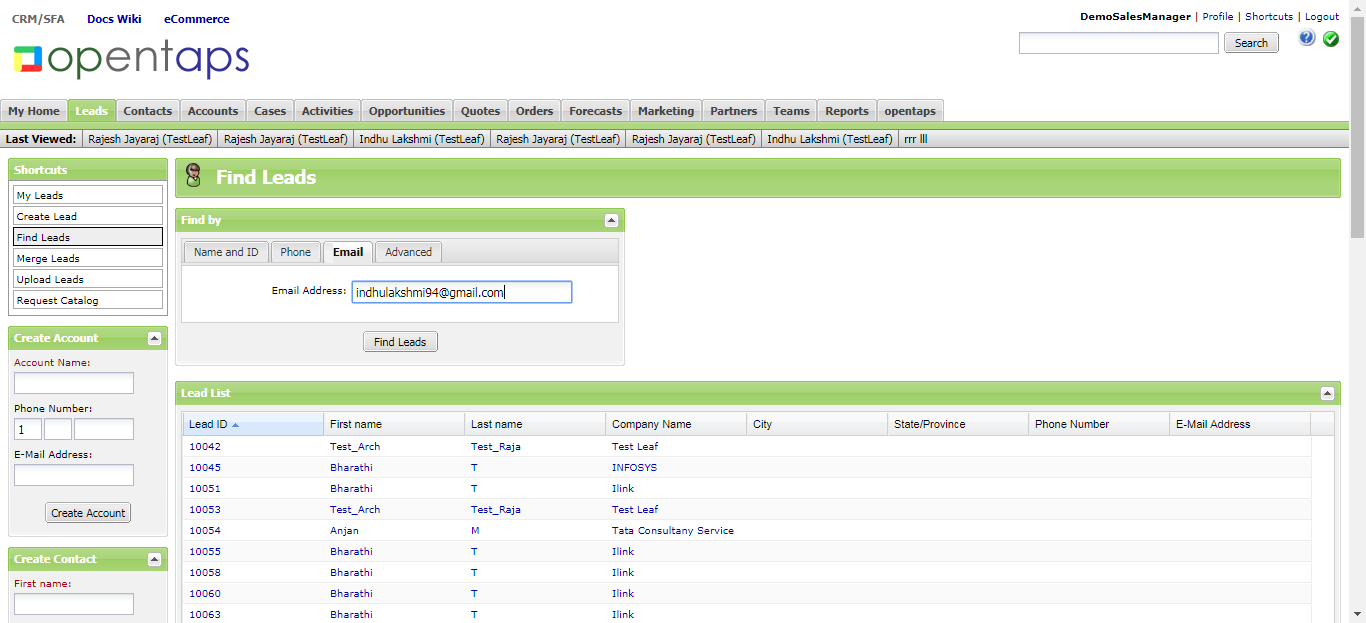 CRM/SFA Docs Wiki eCommerce
DemoSalesManager | Profile | Shortcuts | Logout
opentaps
Search
My Home Leads Contacts Accounts Cases Activities Opportunities Quotes Orders Forecasts Marketing Partners Teams Reports opentaps
Last Viewed: Rajesh Jayaraj (TestLeaf) Rajesh Jayaraj (TestLeaf) Indhu Lakshmi (TestLeaf) Rajesh Jayaraj (TestLeaf) Rajesh Jayaraj (TestLeaf) Indhu Lakshmi (TestLeaf) rrr lll
Shortcuts
My Leads
Create Lead
Find Leads
Merge Leads
Upload Leads
Request Catalog
Create Account
Account Name:
Phone Number:
1
E-Mail Address:
Create Account
Create Contact
First name:
Find Leads
Find by
Name and ID Phone Email Advanced
Email Address: indhulakshmi94@gmail.com
Find Leads
Lead List
Lead ID First name Last name Company Name City State/Province Phone Number E-Mail Address
10042 Test_Arch Test_Raja Test Leaf
10045 Bharathi T INFOSYS
10051 Bharathi T Ilink
10053 Test_Arch Test_Raja Test Leaf
10054 Anjan M Tata Consultany Service
10055 Bharathi T Ilink
10058 Bharathi T Ilink
10060 Bharathi T Ilink
10063 Bharathi T Ilink